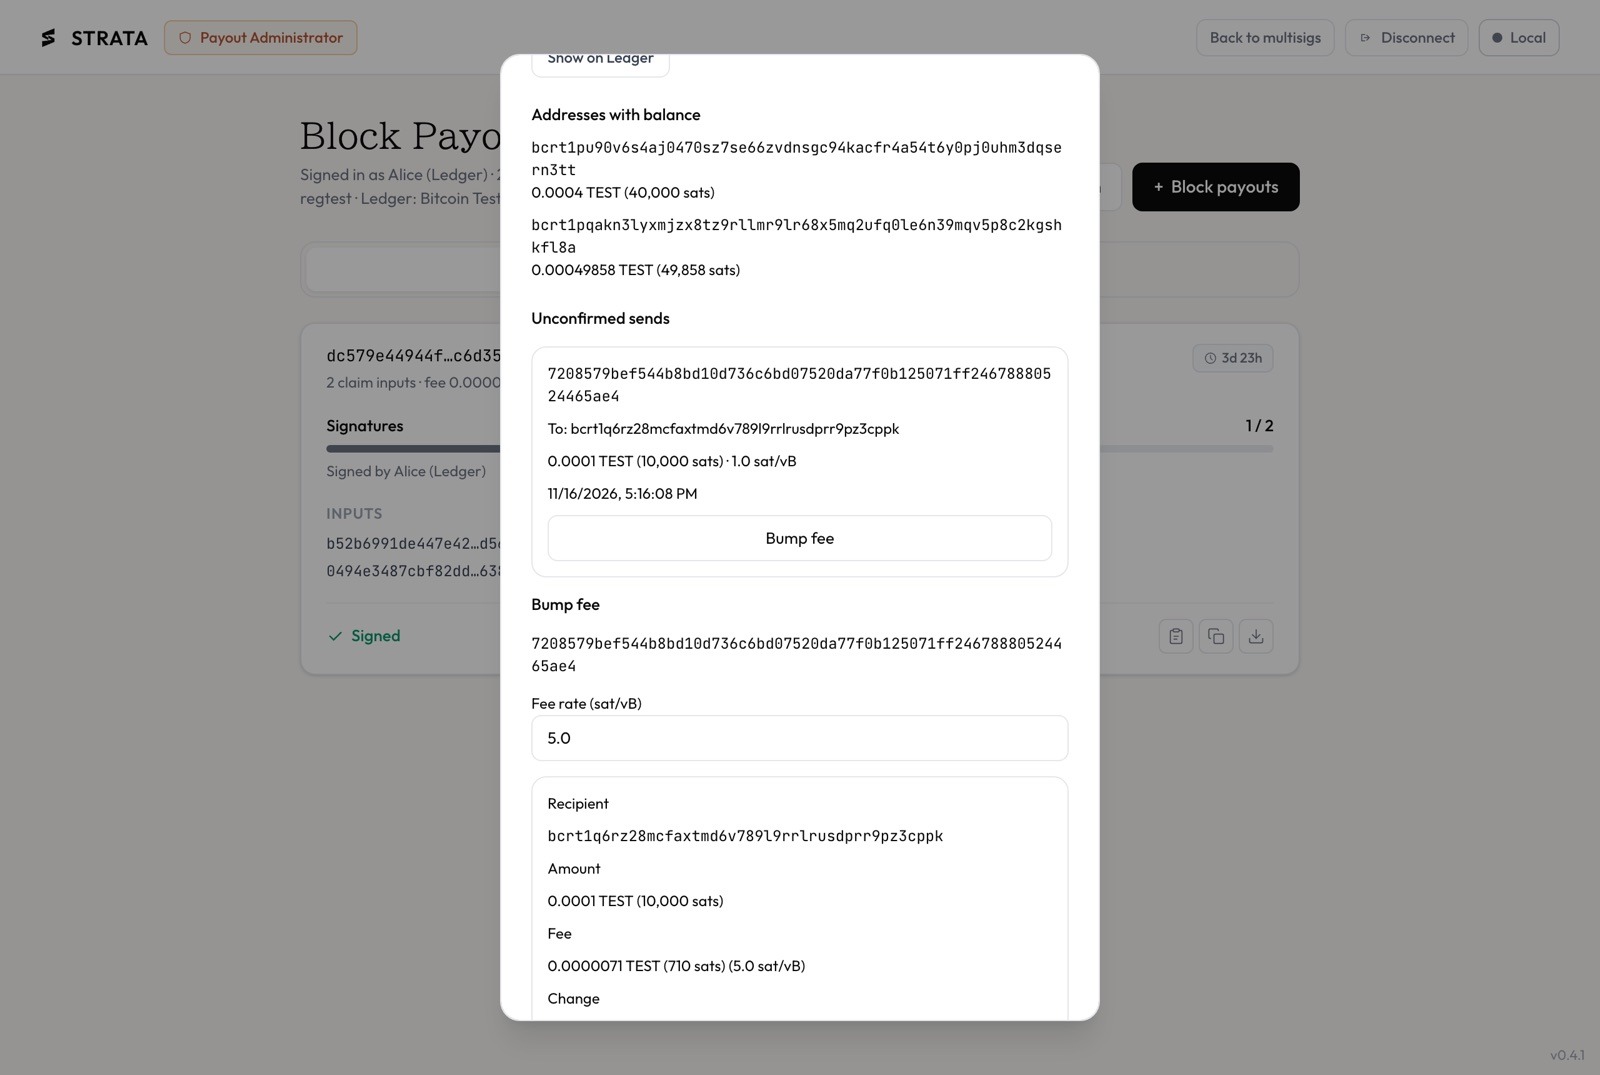 STRATA
Payout Administrator
Back to multisigs
Disconnect
Local
Block Payo
Signed in as Alice (Ledger) · 2
regtest · Ledger: Bitcoin Test
+ Block payouts
dc579e44944f…c6d35
2 claim inputs · fee 0.0000
3d 23h
Signatures
1 / 2
Signed by Alice (Ledger)
INPUTS
b52b6991de447e42…d5
0494e3487cbf82dd…63
Signed
Show on Ledger
Addresses with balance
bcrt1pu90v6s4aj0470sz7se66zvdnsgc94kacfr4a54t6y0pj0uhm3dqse
rn3tt
0.0004 TEST (40,000 sats)
bcrt1pqakn3lyxmjzx8tz9rllmr9lr68x5mq2ufq0le6n39mqv5p8c2kgsh
kfl8a
0.00049858 TEST (49,858 sats)
Unconfirmed sends
7208579bef544b8bd10d736c6bd07520da77f0b125071ff246788805
24465ae4
To: bcrt1q6rz28mcfaxtmd6v789l9rrlrusdprr9pz3cppk
0.0001 TEST (10,000 sats) · 1.0 sat/vB
11/16/2026, 5:16:08 PM
Bump fee
Bump fee
7208579bef544b8bd10d736c6bd07520da77f0b125071ff246788805244
65ae4
Fee rate (sat/vB)
5.0
Recipient
bcrt1q6rz28mcfaxtmd6v789l9rrlrusdprr9pz3cppk
Amount
0.0001 TEST (10,000 sats)
Fee
0.0000071 TEST (710 sats) (5.0 sat/vB)
Change
v0.4.1